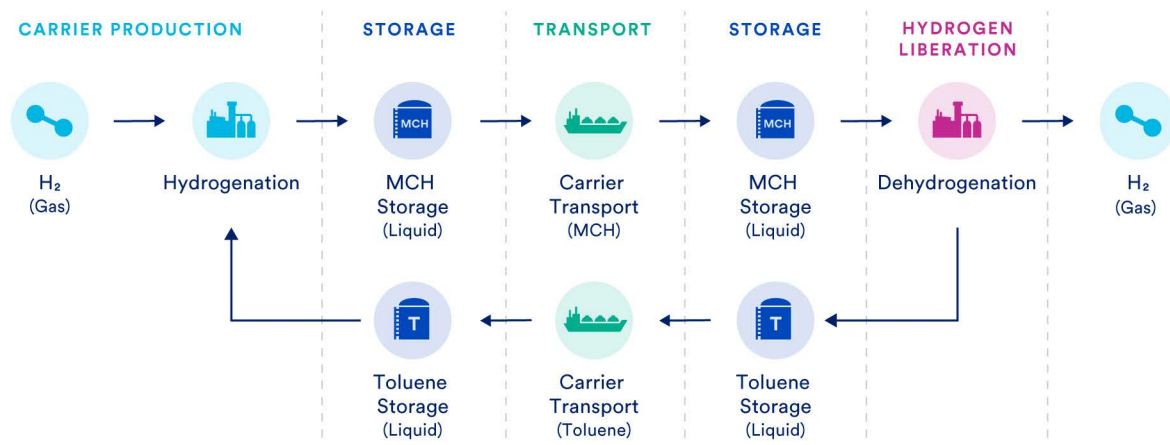 CARRIER PRODUCTION
STORAGE
TRANSPORT
STORAGE
HYDROGEN
LIBERATION
H₂
(Gas)
Hydrogenation
MCH
MCH
Storage
(Liquid)
Carrier
Transport
(MCH)
MCH
MCH
Storage
(Liquid)
Dehydrogenation
H₂
(Gas)
T
Toluene
Storage
(Liquid)
Carrier
Transport
(Toluene)
T
Toluene
Storage
(Liquid)